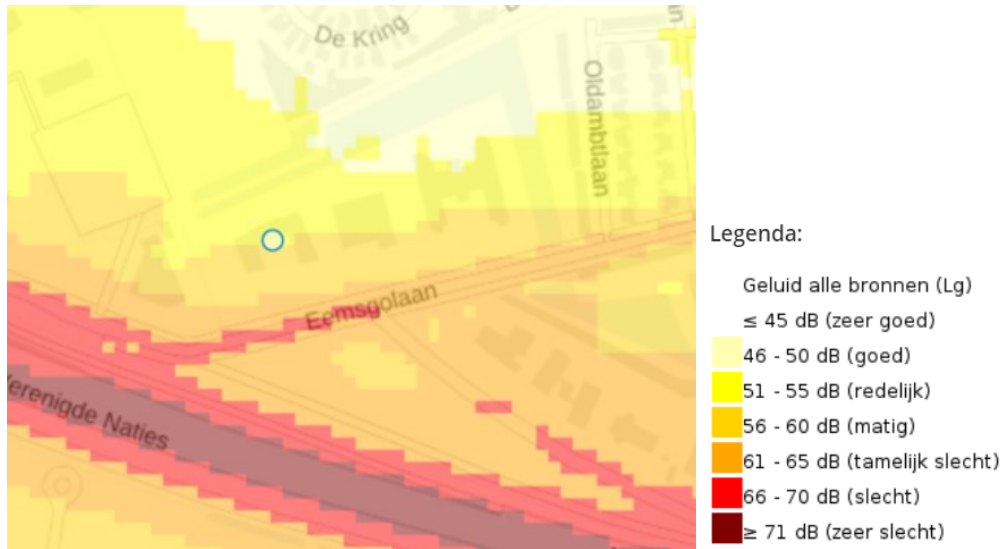 De Kring
Oldambtlaan
Eemsgolaan
Verenigde Naties
Legenda:
Geluid alle bronnen (Lg)
≤ 45 dB (zeer goed)
46 - 50 dB (goed)
51 - 55 dB (redelijk)
56 - 60 dB (matig)
61 - 65 dB (tamelijk slecht)
66 - 70 dB (slecht)
≥ 71 dB (zeer slecht)